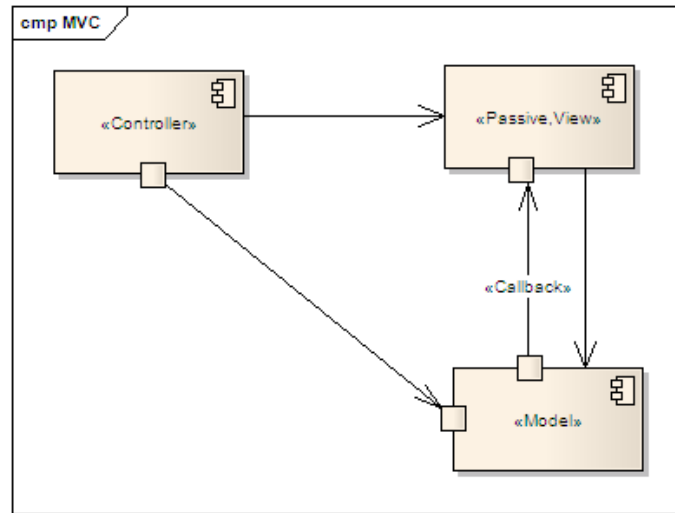 cmp MVC
«Controller»
«Passive,View»
«Callback»
«Model»